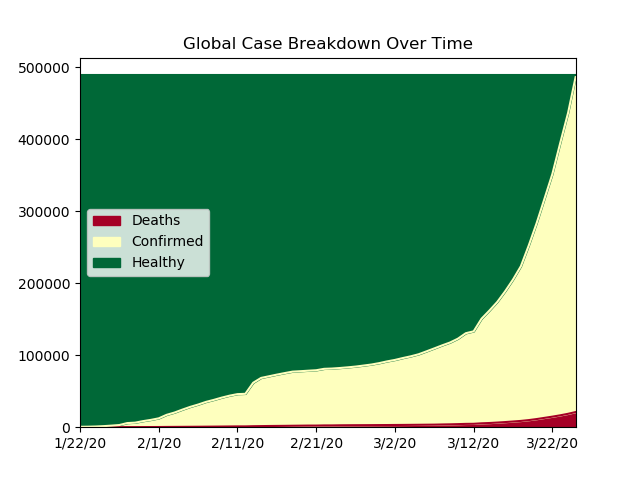 Global Case Breakdown Over Time
500000
400000
300000
200000
100000
0
Deaths
Confirmed
Healthy
1/22/20 2/1/20 2/11/20 2/21/20 3/2/20 3/12/20 3/22/20